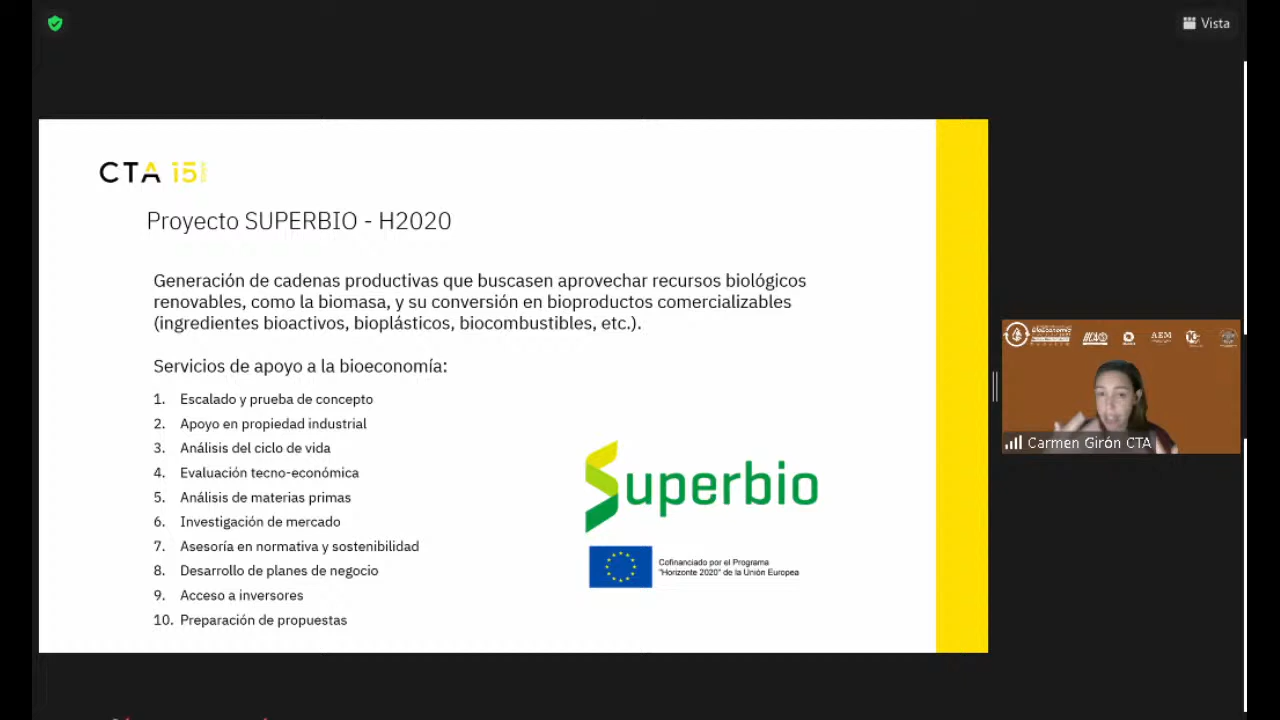 Vista
CTA 15
Proyecto SUPERBIO - H2020
Generación de cadenas productivas que buscasen aprovechar recursos biológicos
renovables, como la biomasa, y su conversión en bioproductos comercializables
(ingredientes bioactivos, bioplásticos, biocombustibles, etc.).
Servicios de apoyo a la bioeconomía:
1. Escalado y prueba de concepto
2. Apoyo en propiedad industrial
3. Análisis del ciclo de vida
4. Evaluación tecno-económica
5. Análisis de materias primas
6. Investigación de mercado
7. Asesoría en normativa y sostenibilidad
8. Desarrollo de planes de negocio
9. Acceso a inversores
10. Preparación de propuestas
Superbio
Cofinanciado por el Programa
"Horizonte 2020" de la Unión Europea
BioEconomía
AEM
Carmen Girón CTA